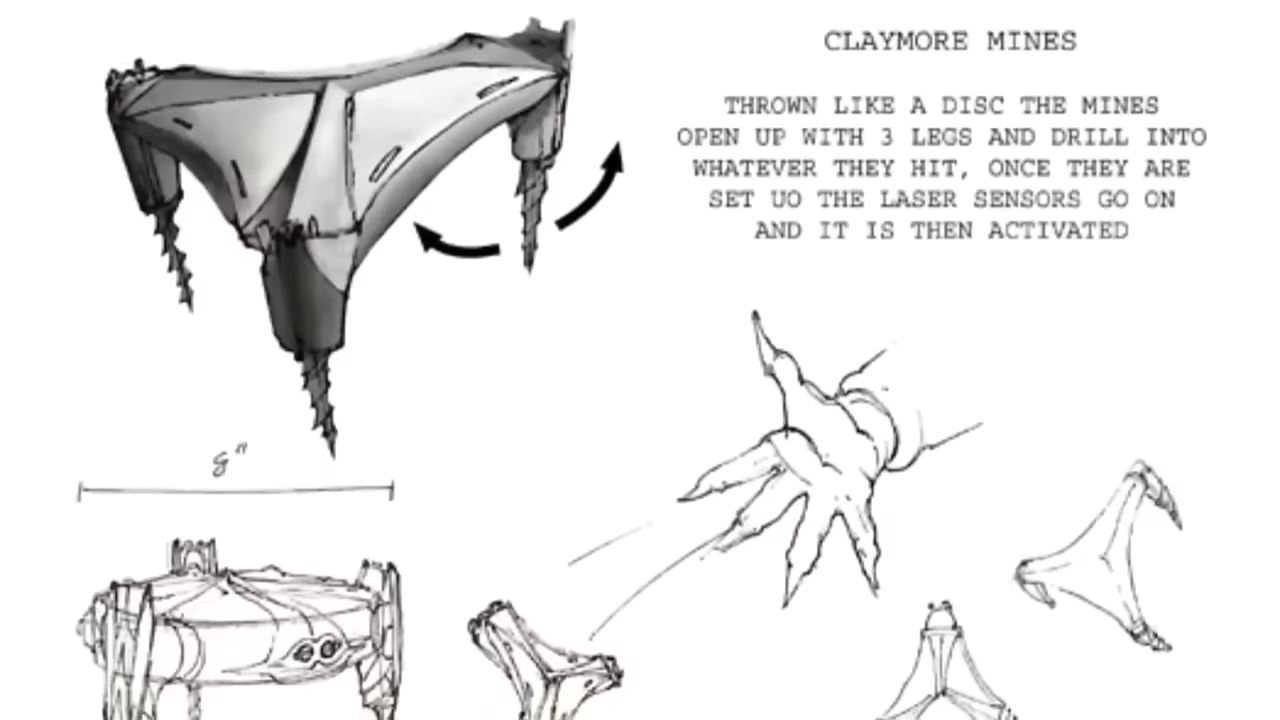 CLAYMORE MINES
THROWN LIKE A DISC THE MINES
OPEN UP WITH 3 LEGS AND DRILL INTO
WHATEVER THEY HIT, ONCE THEY ARE
SET UO THE LASER SENSORS GO ON
AND IT IS THEN ACTIVATED
8"